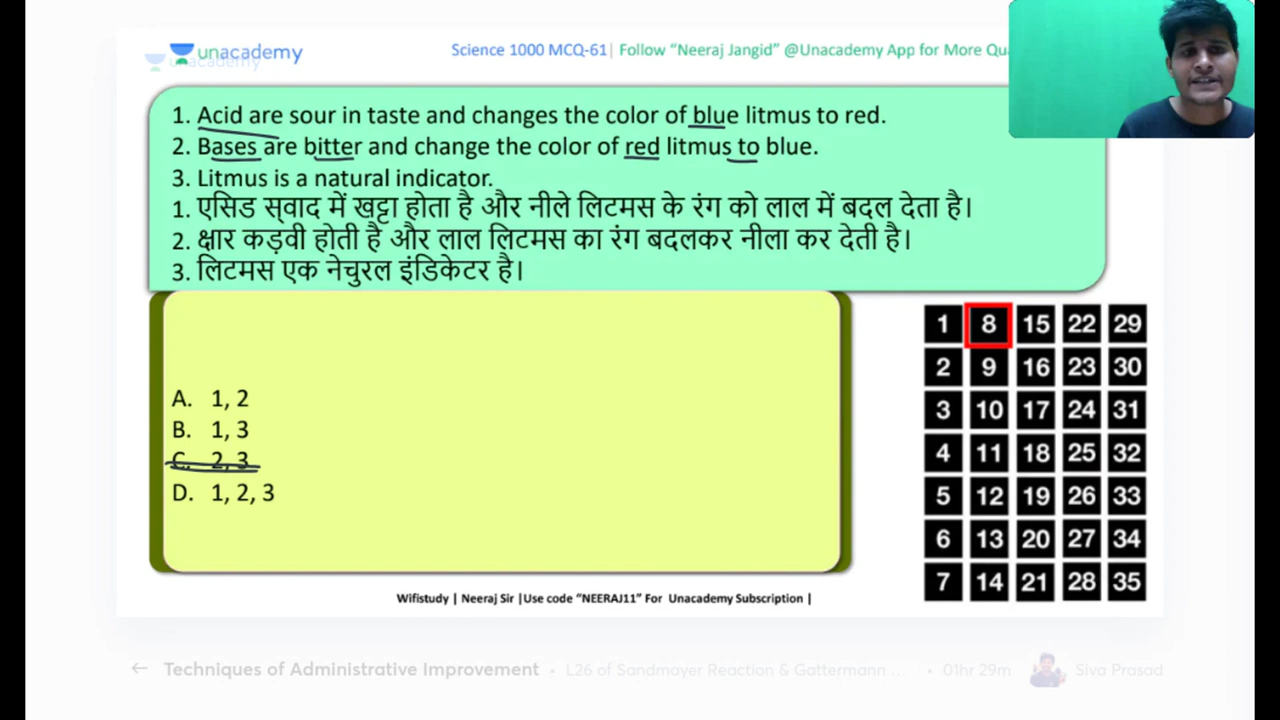 unacademy
Science 1000 MCQ-61| Follow “Neeraj Jangid” @Unacademy App for More Qu
1. Acid are sour in taste and changes the color of blue litmus to red.
2. Bases are bitter and change the color of red litmus to blue.
3. Litmus is a natural indicator.
1. एसिड स्वाद में खट्टा होता है और नीले लिटमस के रंग को लाल में बदल देता है।
2. क्षार कड़वी होती है और लाल लिटमस का रंग बदलकर नीला कर देती है।
3. लिटमस एक नेचुरल इंडिकेटर है।
A. 1, 2
B. 1, 3
C. 2, 3
D. 1, 2, 3
1 8 15 22 29
2 9 16 23 30
3 10 17 24 31
4 11 18 25 32
5 12 19 26 33
6 13 20 27 34
7 14 21 28 35
Wifistudy | Neeraj Sir |Use code “NEERAJ11” For Unacademy Subscription |
← Techniques of Administrative Improvement • L26 of Sandmayer Reaction & Gattermann ... • 01hr 29m Siva Prasad